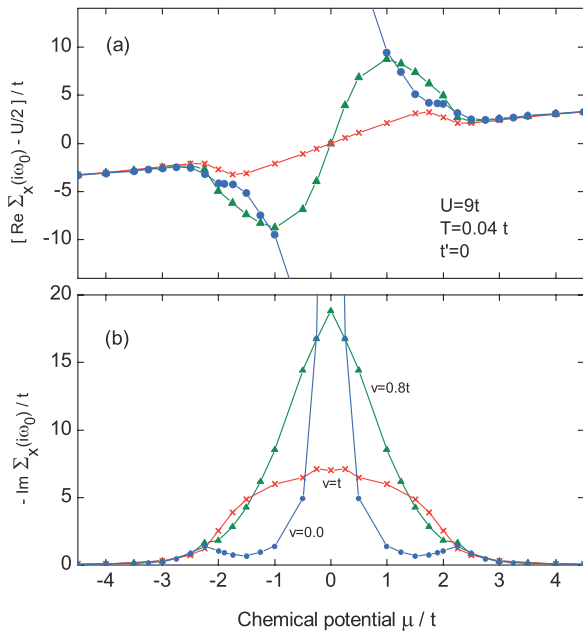 (a)
[ Re Σx(iω0) - U/2 ] / t
10
5
0
-5
-10
U=9t
T=0.04 t
t'=0
(b)
- Im Σx(iω0) / t
20
15
10
5
0
v=0.8t
v=t
v=0.0
-4 -3 -2 -1 0 1 2 3 4
Chemical potential μ / t